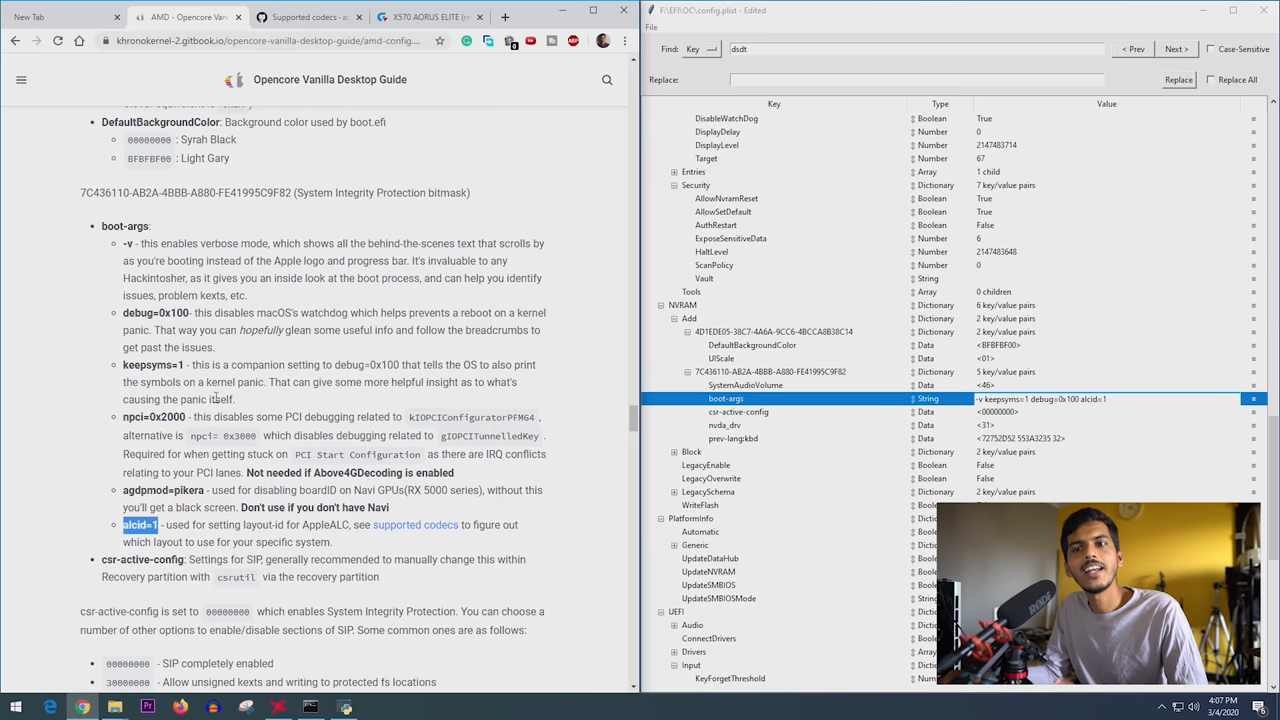 New Tab
AMD - Opencore Van
Supported codecs - ac
X570 AORUS ELITE (re
khronokernel-2.gitbook.io/opencore-vanilla-desktop-guide/amd-config...
Opencore Vanilla Desktop Guide
DefaultBackgroundColor: Background color used by boot.efi
00000000 : Syrah Black
BFBFBF00 : Light Gary
7C436110-AB2A-4BBB-A880-FE41995C9F82 (System Integrity Protection bitmask)
boot-args:
-v - this enables verbose mode, which shows all the behind-the-scenes text that scrolls by
as you're booting instead of the Apple logo and progress bar. It's invaluable to any
Hackintosher, as it gives you an inside look at the boot process, and can help you identify
issues, problem kexts, etc.
debug=0x100- this disables macOS's watchdog which helps prevents a reboot on a kernel
panic. That way you can hopefully glean some useful info and follow the breadcrumbs to
get past the issues.
keepsyms=1 - this is a companion setting to debug=0x100 that tells the OS to also print
the symbols on a kernel panic. That can give some more helpful insight as to what's
causing the panic itself.
npci=0x2000 - this disables some PCI debugging related to kIOPCIConfiguratorPFM64 ,
alternative is npci= 0x3000 which disables debugging related to gIOPCITunnelledKey .
Required for when getting stuck on PCI Start Configuration as there are IRQ conflicts
relating to your PCI lanes. Not needed if Above4GDecoding is enabled
agdpmod=pikera - used for disabling boardID on Navi GPUs(RX 5000 series), without this
you'll get a black screen. Don't use if you don't have Navi
alcid=1 - used for setting layout-id for AppleALC, see supported codecs to figure out
which layout to use for your specific system.
csr-active-config: Settings for SIP, generally recommended to manually change this within
Recovery partition with csrutil via the recovery partition
csr-active-config is set to 00000000 which enables System Integrity Protection. You can choose a
number of other options to enable/disable sections of SIP. Some common ones are as follows:
00000000 - SIP completely enabled
30000000 - Allow unsigned kexts and writing to protected fs locations
F:\EFI\OC\config.plist - Edited
File
Find: Key dsdt < Prev Next > Case-Sensitive
Replace: Replace Replace All
Key Type Value
DisableWatchDog Boolean True
DisplayDelay Number 0
DisplayLevel Number 2147483714
Target Number 67
Entries Array 1 child
Security Dictionary 7 key/value pairs
AllowNvramReset Boolean True
AllowSetDefault Boolean True
AuthRestart Boolean False
ExposeSensitiveData Number 6
HaltLevel Number 2147483648
ScanPolicy Number 0
Vault String
Tools Array 0 children
NVRAM Dictionary 6 key/value pairs
Add Dictionary 2 key/value pairs
4D1EDE05-38C7-4A6A-9CC6-4BCCA8B38C14 Dictionary 2 key/value pairs
DefaultBackgroundColor Data <BFBFBF00>
UIScale Data <01>
7C436110-AB2A-4BBB-A880-FE41995C9F82 Dictionary 5 key/value pairs
SystemAudioVolume Data <46>
boot-args String -v keepsyms=1 debug=0x100 alcid=1
csr-active-config Data <00000000>
nvda_drv Data <31>
prev-lang:kbd Data <72752D52 553A3235 32>
Block Dictionary 2 key/value pairs
LegacyEnable Boolean False
LegacyOverwrite Boolean False
LegacySchema Dictionary 2 key/value pairs
WriteFlash Boolean
PlatformInfo Dictionary
Automatic Boolean
Generic Dictionary
UpdateDataHub Boolean
UpdateNVRAM Boolean
UpdateSMBIOS Boolean
UpdateSMBIOSMode String
UEFI Dictionary
Audio Dictionary
ConnectDrivers Boolean
Drivers Array
Input Dictionary
KeyForgetThreshold Number
RODE
4:07 PM
3/4/2020